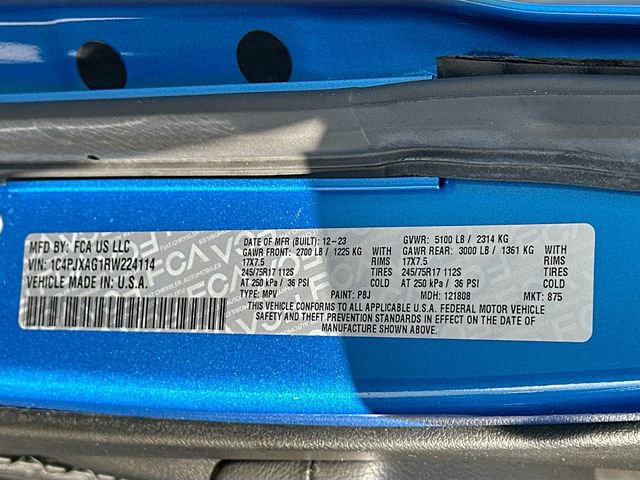 MFD BY: FCA US LLC
VIN: 1C4PJXAG1RW224114
VEHICLE MADE IN: U.S.A.
DATE OF MFR (BUILT): 12-23 GVWR: 5100 LB / 2314 KG
GAWR FRONT: 2700 LB / 1225 KG GAWR REAR: 3000 LB / 1361 KG
17X7.5 RIMS 17X7.5
245/75R17 112S TIRES 245/75R17 112S
AT 250 kPa / 36 PSI COLD AT 250 kPa / 36 PSI COLD
TYPE: MPV PAINT: PBJ MDH: 121808 MKT: 875
THIS VEHICLE CONFORMS TO ALL APPLICABLE U.S.A. FEDERAL MOTOR VEHICLE
SAFETY AND THEFT PREVENTION STANDARDS IN EFFECT ON THE DATE OF
MANUFACTURE SHOWN ABOVE.